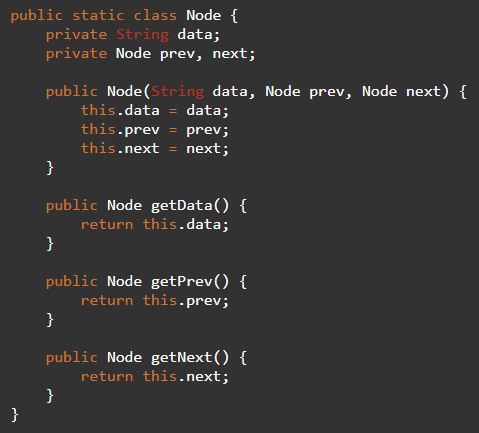 public static class Node {
    private String data;
    private Node prev, next;

    public Node(String data, Node prev, Node next) {
        this.data = data;
        this.prev = prev;
        this.next = next;
    }

    public Node getData() {
        return this.data;
    }

    public Node getPrev() {
        return this.prev;
    }

    public Node getNext() {
        return this.next;
    }
}